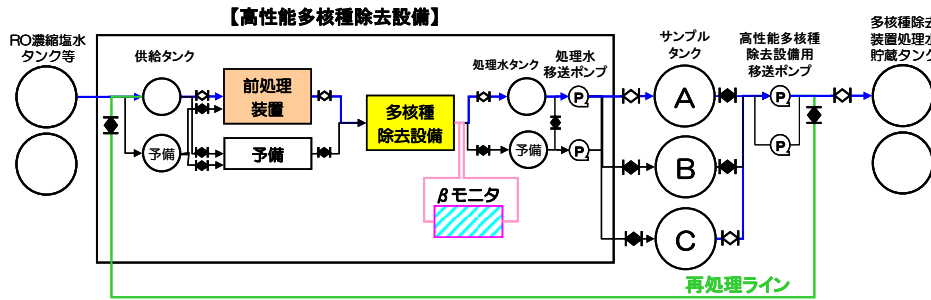 【高性能多核種除去設備】
RO濃縮塩水
タンク等
供給タンク
前処理
装置
予備
予備
多核種
除去設備
βモニタ
処理水タンク
予備
処理水
移送ポンプ
P
P
サンプル
タンク
A
B
C
高性能多核種
除去設備用
移送ポンプ
P
P
多核種除去
装置処理水
貯蔵タンク
再処理ライン